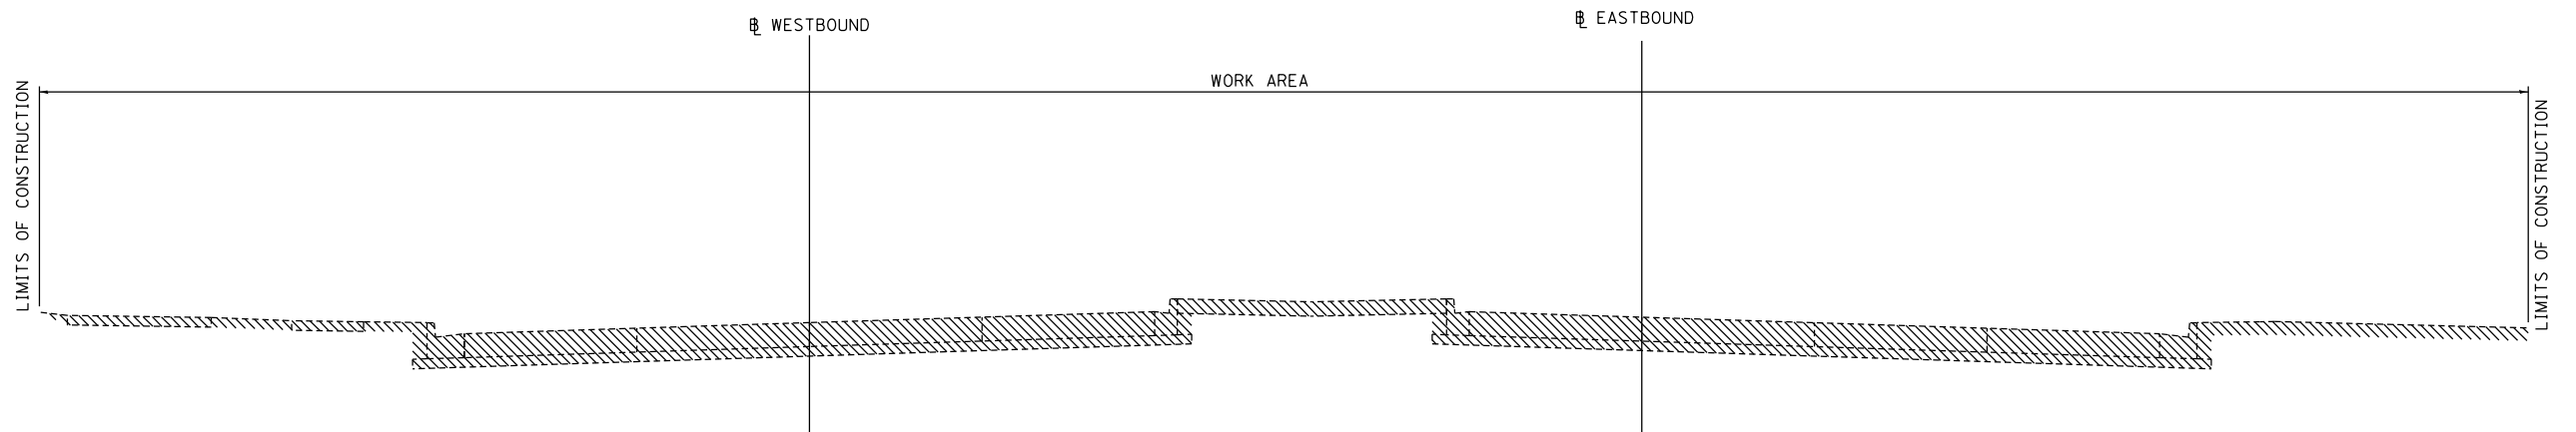 ℄ WESTBOUND
℄ EASTBOUND
WORK AREA
LIMITS OF CONSTRUCTION
LIMITS OF CONSTRUCTION